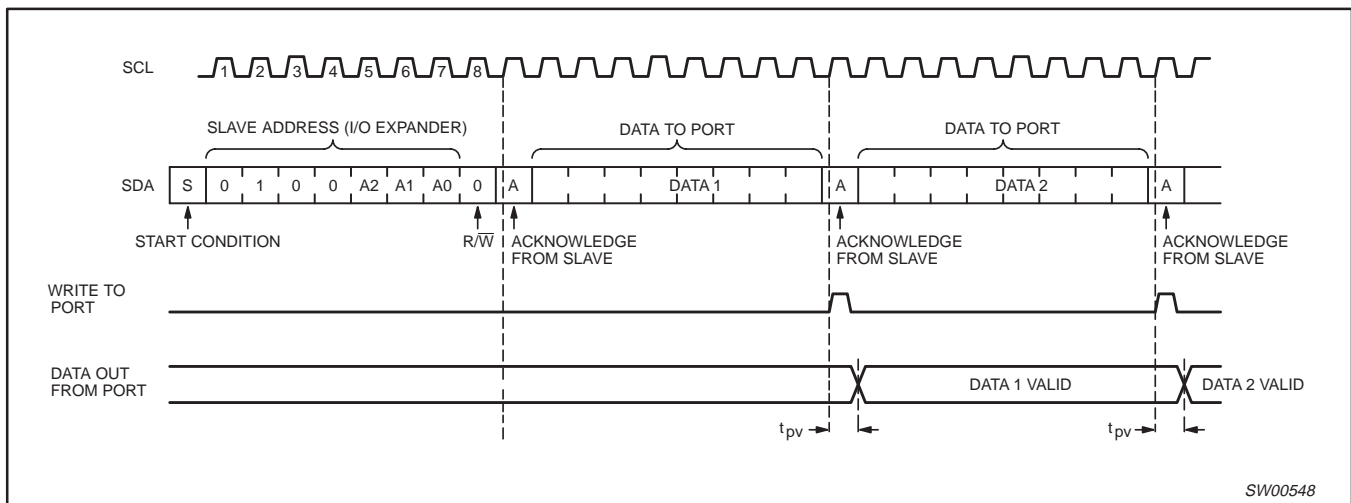 SCL 1 2 3 4 5 6 7 8
SLAVE ADDRESS (I/O EXPANDER) DATA TO PORT DATA TO PORT
SDA S 0 1 0 0 A2 A1 A0 0 A DATA 1 A DATA 2 A
START CONDITION R/W̅ ACKNOWLEDGE FROM SLAVE ACKNOWLEDGE FROM SLAVE ACKNOWLEDGE FROM SLAVE
WRITE TO
PORT
DATA OUT
FROM PORT
DATA 1 VALID DATA 2 VALID
tpv tpv
SW00548